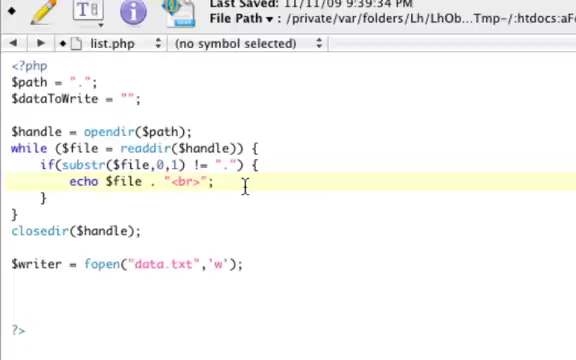 Last Saved: 11/11/09 9:39:34 PM
File Path ▾ : /private/var/folders/Lh/LhOb...Tmp-/:htdocs:aFo
list.php (no symbol selected)
<?php
$path = ".";
$dataToWrite = "";
$handle = opendir($path);
while ($file = readdir($handle)) {
if(substr($file,0,1) != ".") {
echo $file . "<br>";
}
}
closedir($handle);
$writer = fopen("data.txt",'w');
?>